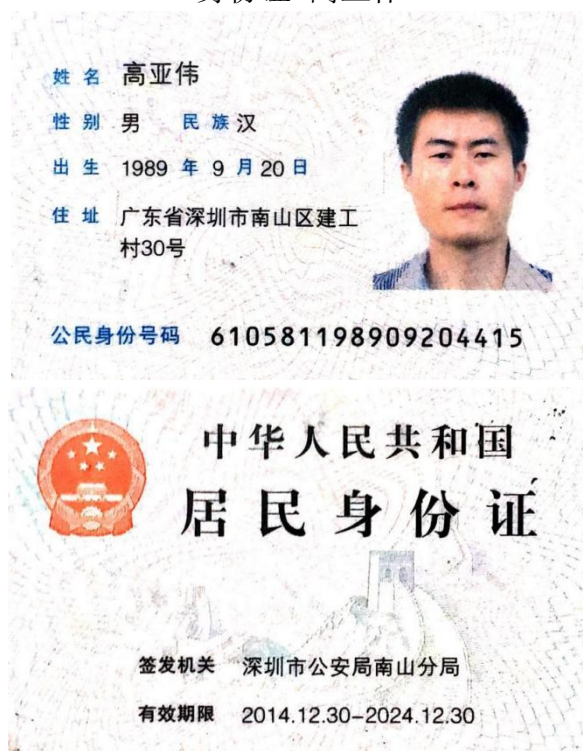 姓名 高亚伟
性别 男 民族 汉
出生 1989 年 9 月 20 日
住址 广东省深圳市南山区建工
村30号
公民身份号码 610581198909204415
中华人民共和国
居民身份证
签发机关 深圳市公安局南山分局
有效期限 2014.12.30-2024.12.30